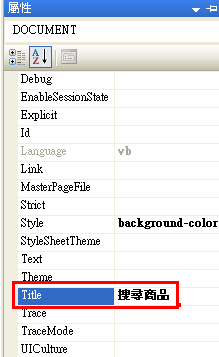 屬性
DOCUMENT
Debug
EnableSessionState
Explicit
Id
Language vb
Link
MasterPageFile
Strict
Style background-color
StyleSheetTheme
Text
Theme
Title 搜尋商品
Trace
TraceMode
UICulture